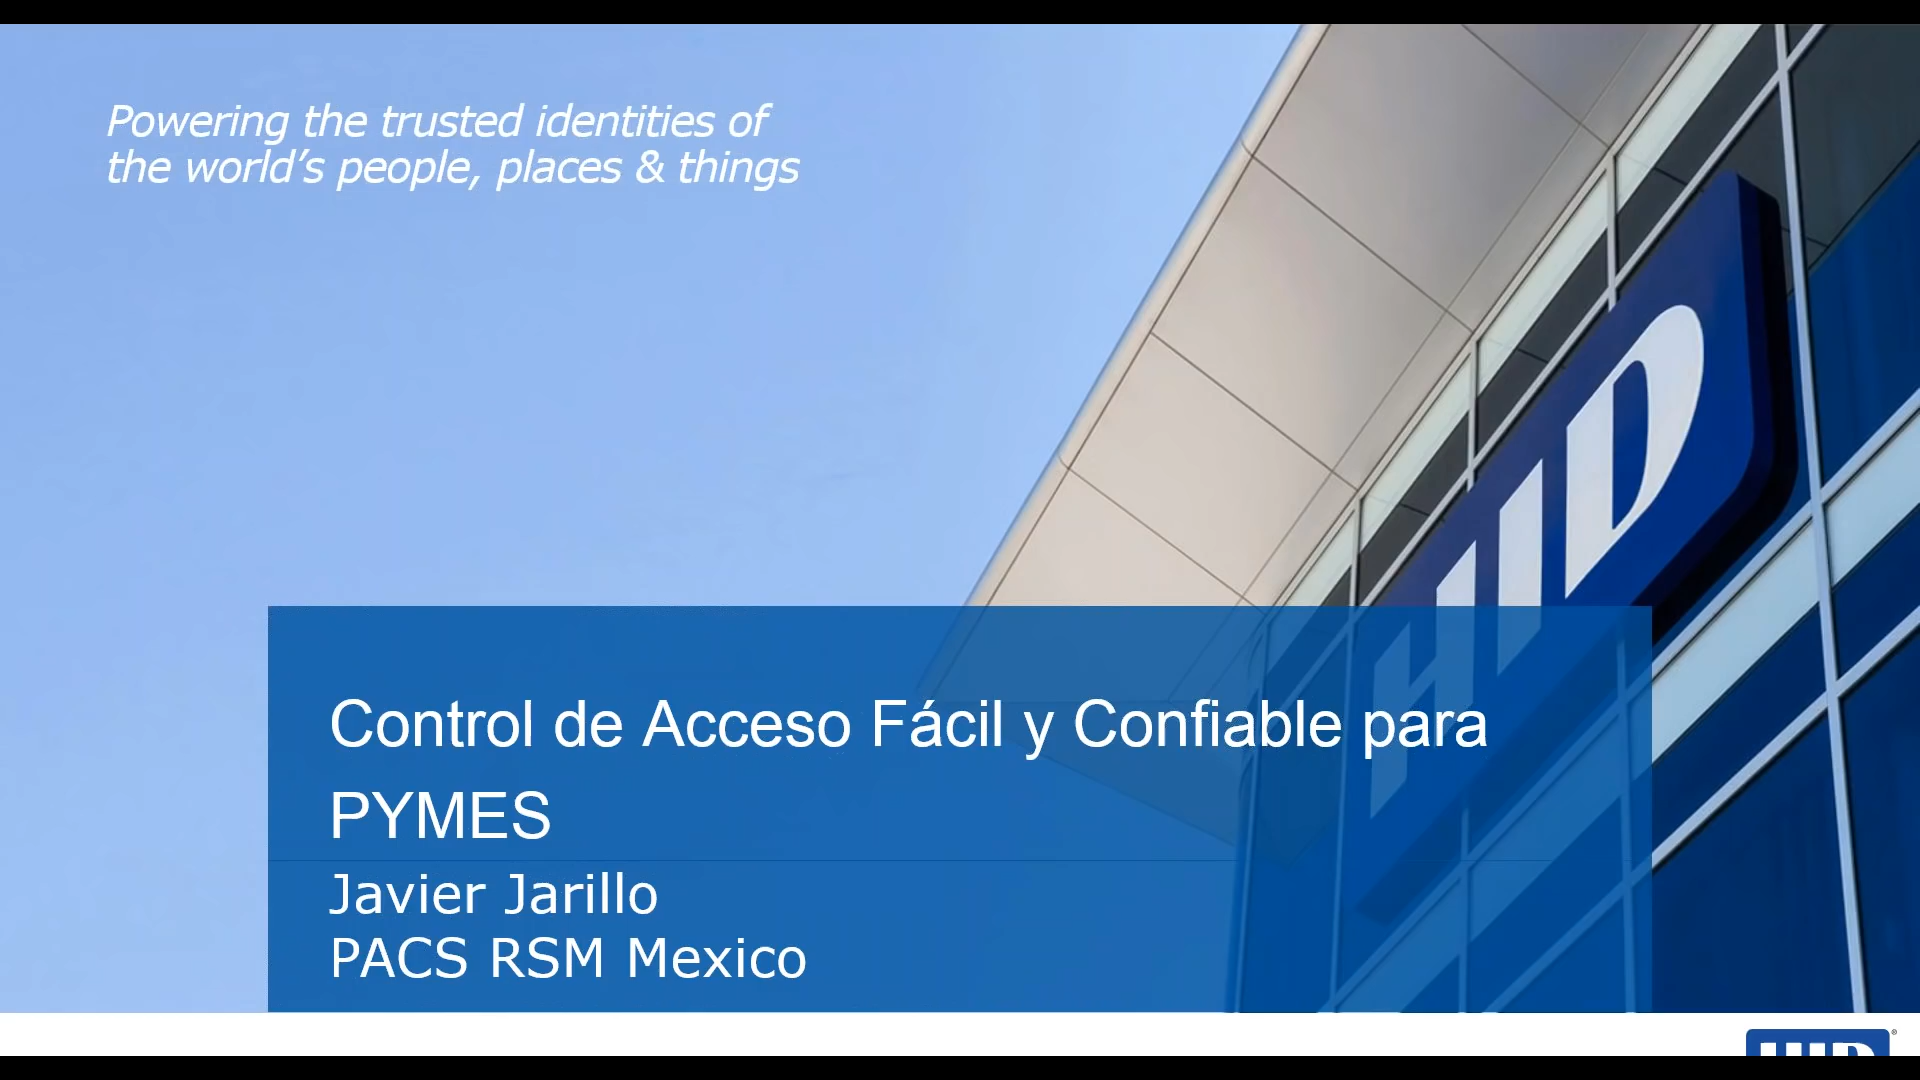 Powering the trusted identities of
the world’s people, places & things
HID
Control de Acceso Fácil y Confiable para
PYMES
Javier Jarillo
PACS RSM Mexico
HID